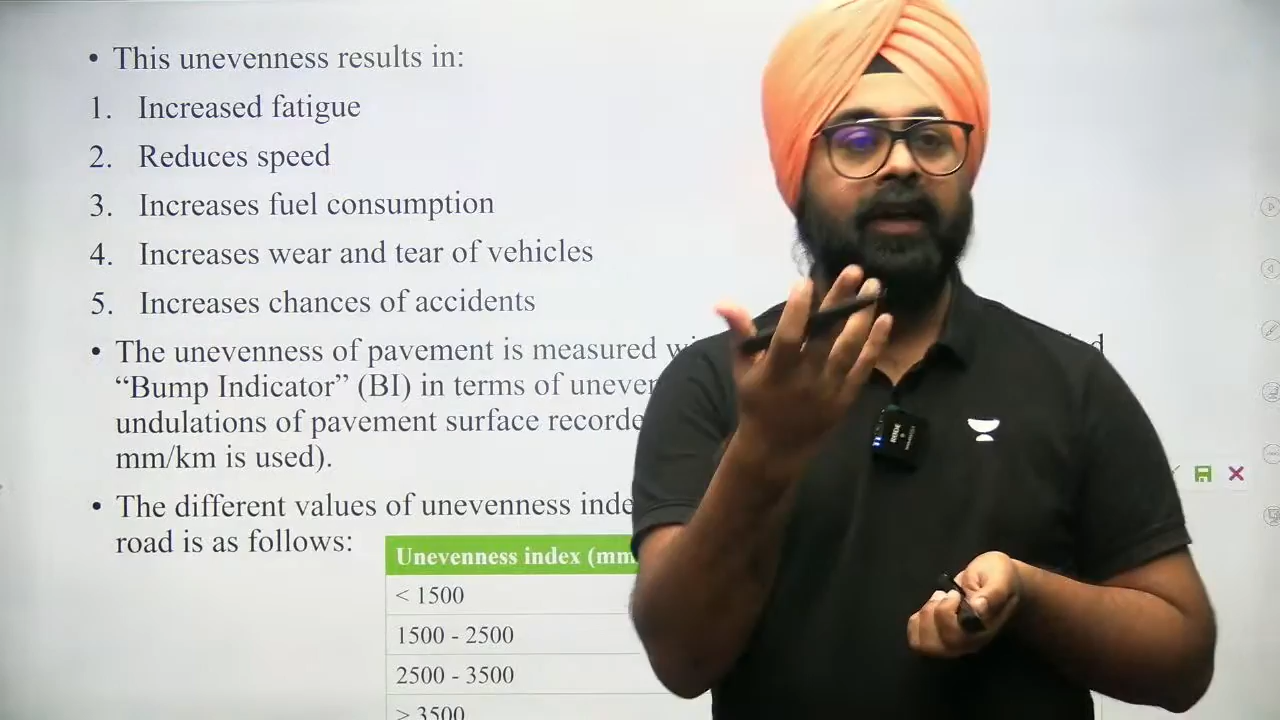 • This unevenness results in:
1. Increased fatigue
2. Reduces speed
3. Increases fuel consumption
4. Increases wear and tear of vehicles
5. Increases chances of accidents
• The unevenness of pavement is measured
“Bump Indicator” (BI) in terms of
undulations of pavement surface
mm/km is used).
• The different values of unevenness
road is as follows:
Unevenness index (mm
< 1500
1500 - 2500
2500 - 3500
> 3500
RODE